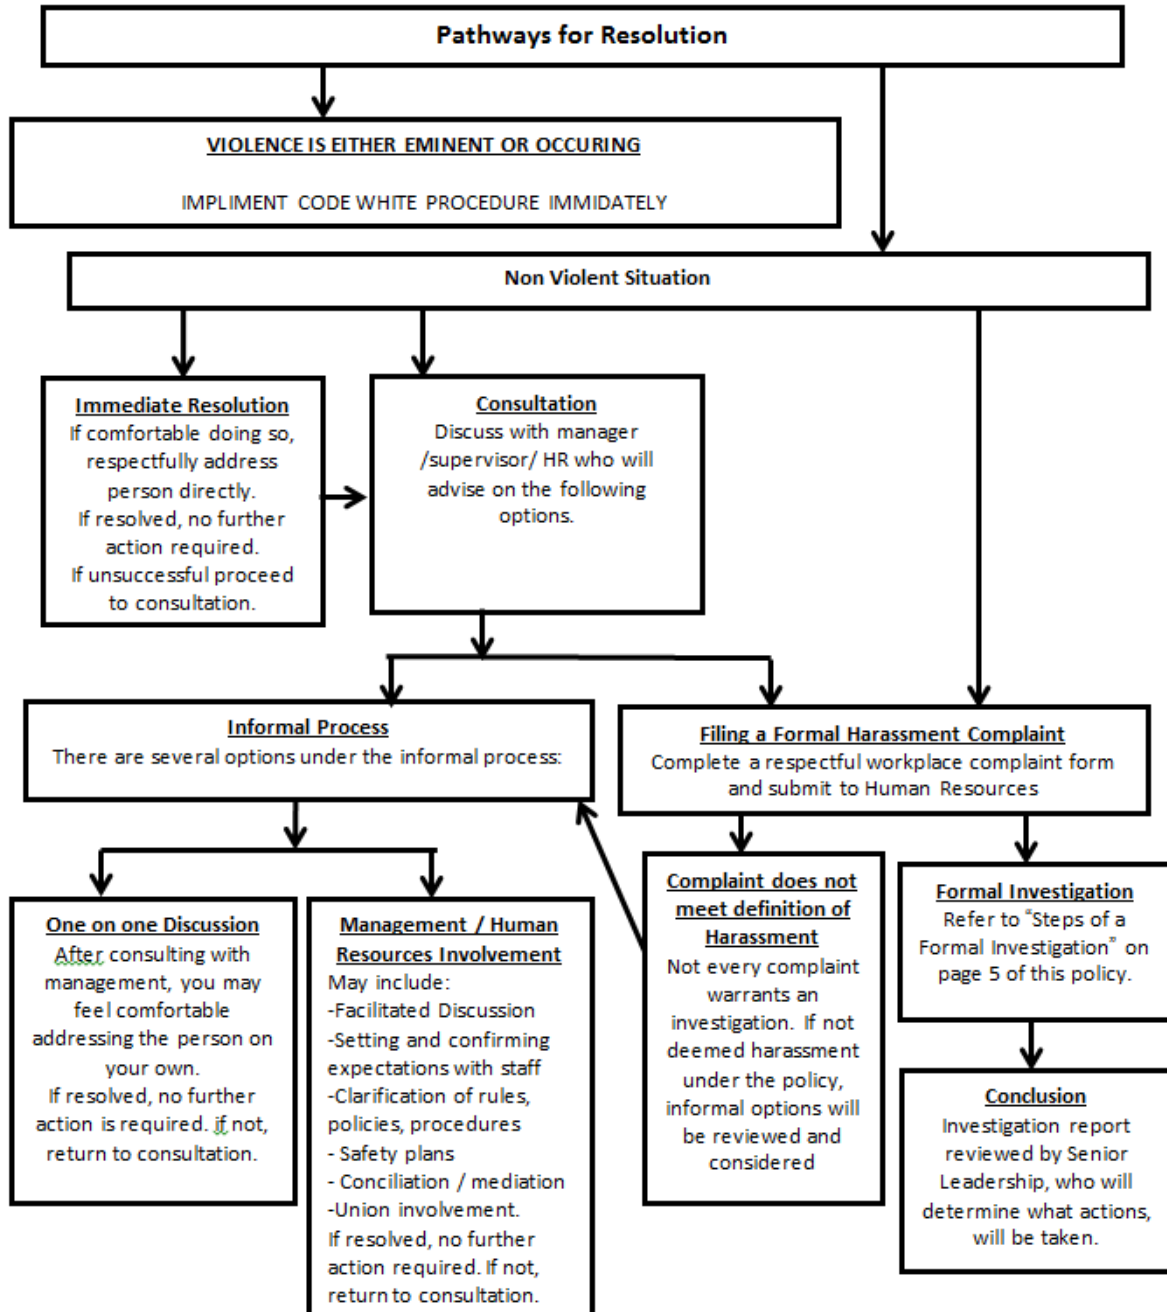 Pathways for Resolution
VIOLENCE IS EITHER EMINENT OR OCCURING
IMPLIMENT CODE WHITE PROCEDURE IMMIDATELY
Non Violent Situation
Immediate Resolution
If comfortable doing so,
respectfully address
person directly.
If resolved, no further
action required.
If unsuccessful proceed
to consultation.
Consultation
Discuss with manager
/supervisor/ HR who will
advise on the following
options.
Informal Process
There are several options under the informal process:
Filing a Formal Harassment Complaint
Complete a respectful workplace complaint form
and submit to Human Resources
One on one Discussion
After consulting with
management, you may
feel comfortable
addressing the person on
your own.
If resolved, no further
action is required. if not,
return to consultation.
Management / Human
Resources Involvement
May include:
-Facilitated Discussion
-Setting and confirming
expectations with staff
-Clarification of rules,
policies, procedures
- Safety plans
- Conciliation / mediation
-Union involvement.
If resolved, no further
action required. If not,
return to consultation.
Complaint does not
meet definition of
Harassment
Not every complaint
warrants an
investigation. If not
deemed harassment
under the policy,
informal options will
be reviewed and
considered
Formal Investigation
Refer to “Steps of a
Formal Investigation” on
page 5 of this policy.
Conclusion
Investigation report
reviewed by Senior
Leadership, who will
determine what actions,
will be taken.